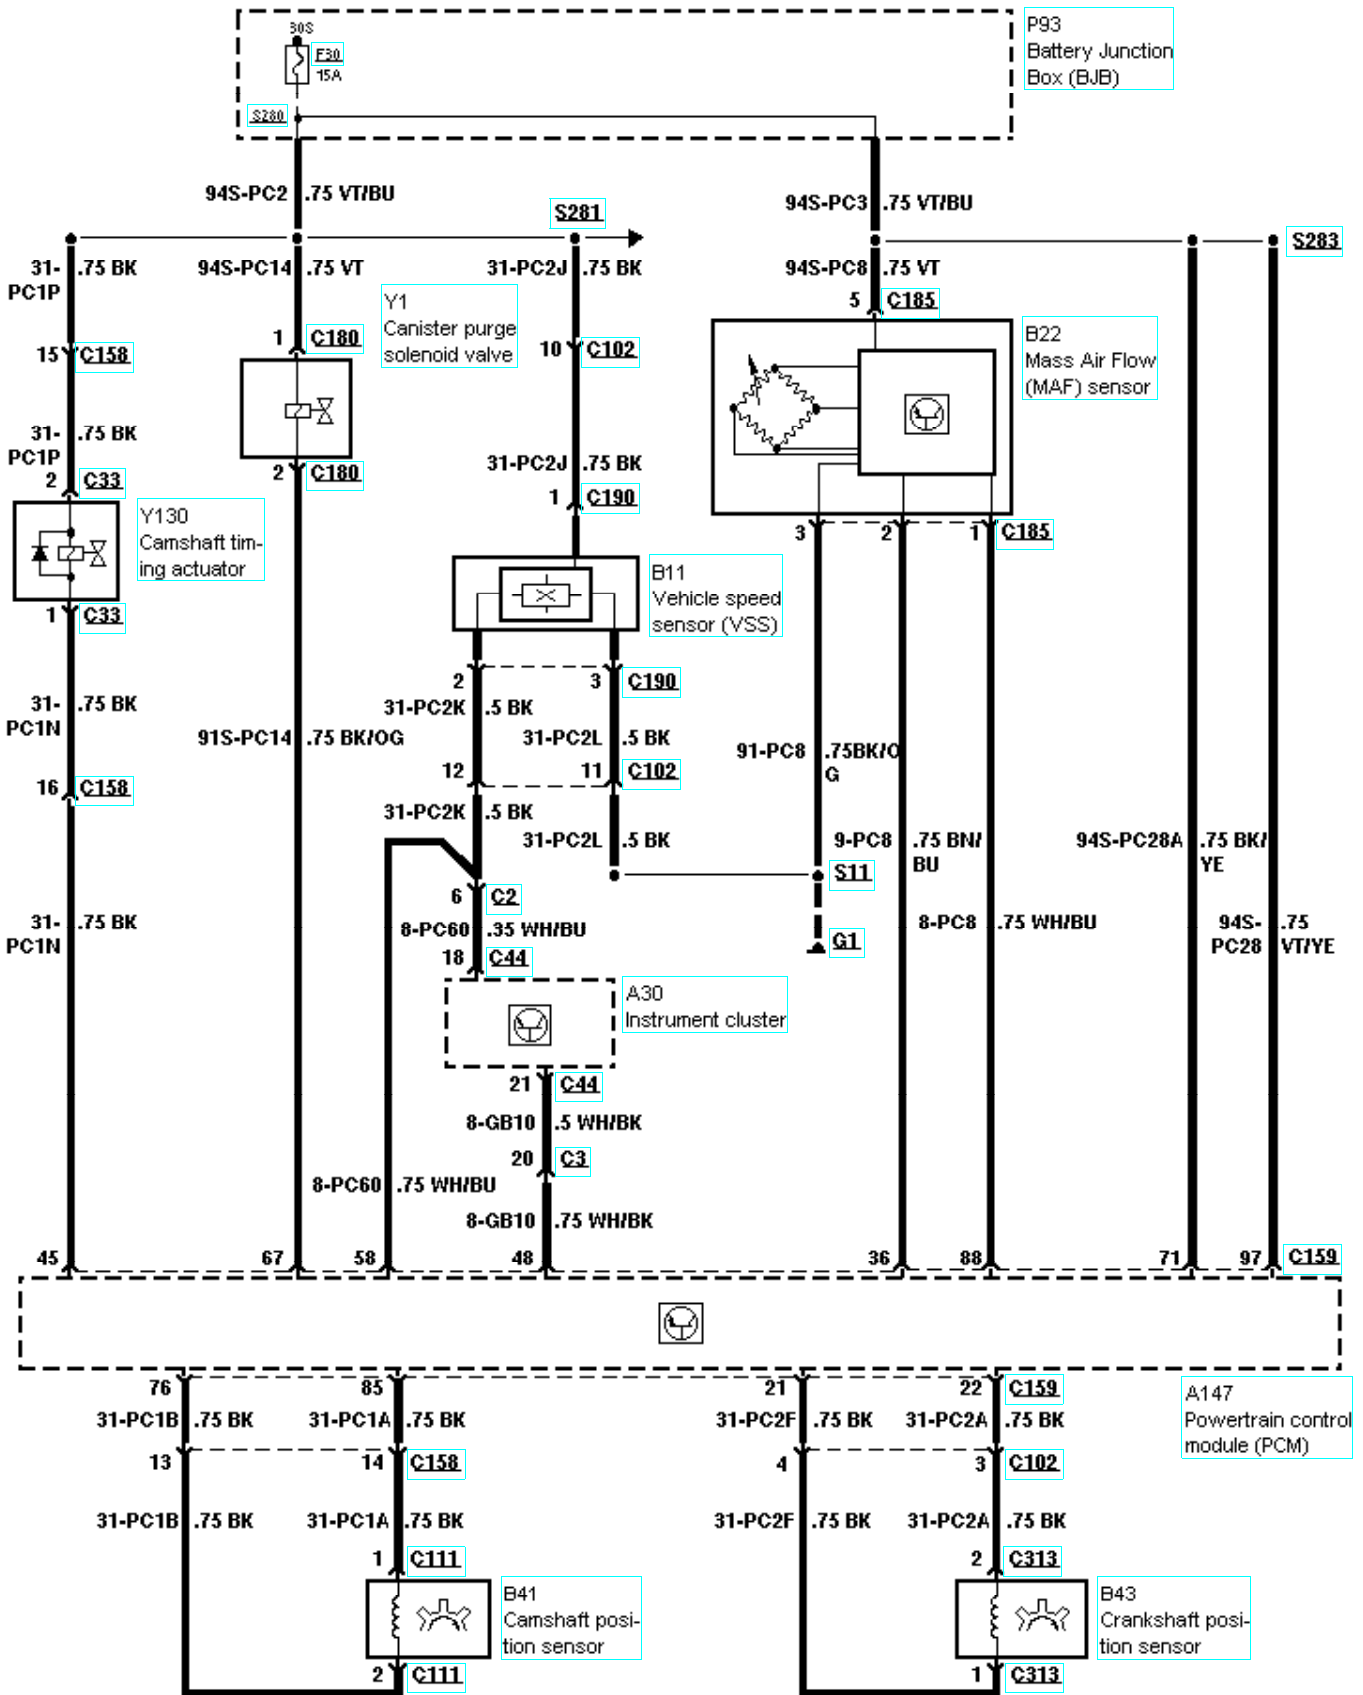 30S
F30
15A
S280
P93
Battery Junction
Box (BJB)
94S-PC2 .75 VT/BU
S281
94S-PC3 .75 VT/BU
S283
31-
PC1P
.75 BK
94S-PC14 .75 VT
31-PC2J .75 BK
94S-PC8 .75 VT
Y1
Canister purge
solenoid valve
5 C185
1 C180
15 C158
10 C102
B22
Mass Air Flow
(MAF) sensor
31-
PC1P
.75 BK
2 C180
31-PC2J .75 BK
2 C33
1 C190
Y130
Camshaft tim-
ing actuator
3 2 1 C185
B11
Vehicle speed
sensor (VSS)
1 C33
2 3 C190
31-
PC1N
.75 BK
31-PC2K .5 BK
91S-PC14 .75 BK/OG
31-PC2L .5 BK
91-PC8 .75BK/O
G
12 11 C102
16 C158
31-PC2K .5 BK
31-PC2L .5 BK
9-PC8 .75 BN/
BU
94S-PC28A .75 BK/
YE
S11
6 C2
31-
PC1N
.75 BK
8-PC60 .35 WH/BU
8-PC8 .75 WH/BU
94S-
PC28
.75
VT/YE
G1
18 C44
A30
Instrument cluster
21 C44
8-GB10 .5 WH/BK
20 C3
8-PC60 .75 WH/BU
8-GB10 .75 WH/BK
45 67 58 48 36 88 71 97 C159
76 85 21 22 C159
A147
Powertrain control
module (PCM)
31-PC1B .75 BK 31-PC1A .75 BK 31-PC2F .75 BK 31-PC2A .75 BK
13 14 C158 4 3 C102
31-PC1B .75 BK 31-PC1A .75 BK 31-PC2F .75 BK 31-PC2A .75 BK
1 C111
2 C313
B41
Camshaft posi-
tion sensor
B43
Crankshaft posi-
tion sensor
2 C111
1 C313